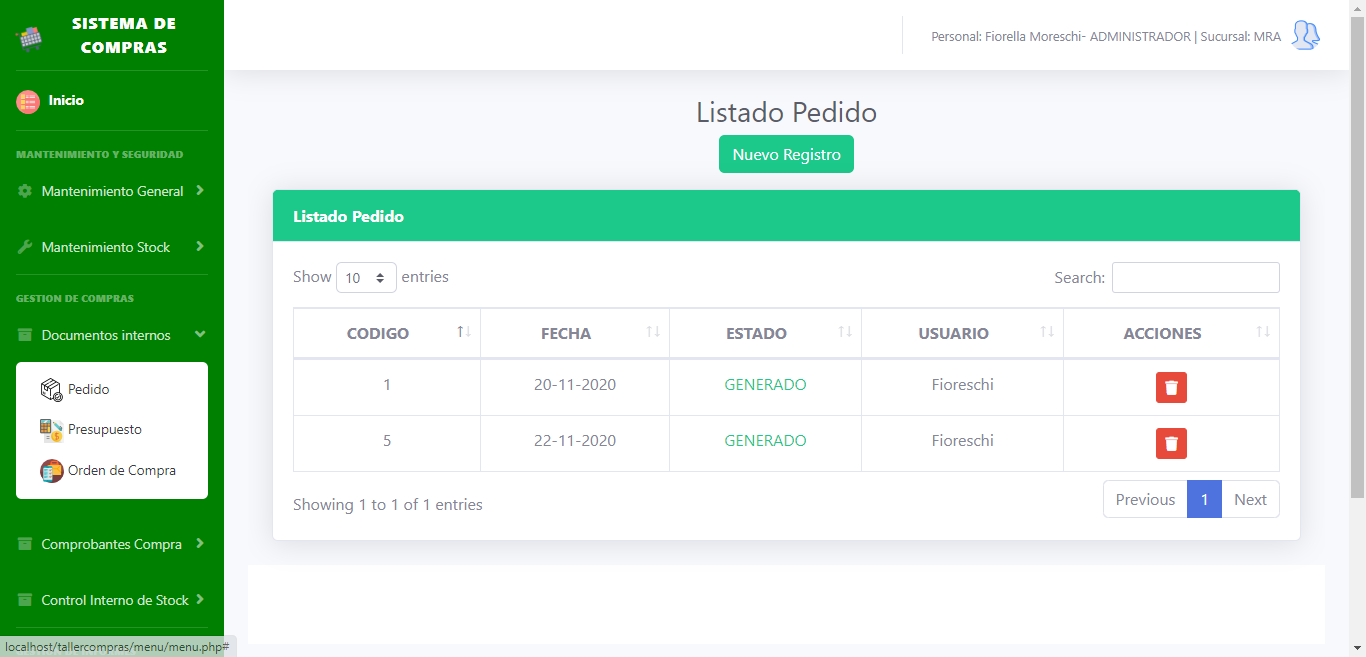 SISTEMA DE
COMPRAS
Personal: Fiorella Moreschi- ADMINISTRADOR | Sucursal: MRA
Inicio
MANTENIMIENTO Y SEGURIDAD
Mantenimiento General
Mantenimiento Stock
GESTION DE COMPRAS
Documentos internos
Pedido
Presupuesto
Orden de Compra
Comprobantes Compra
Control Interno de Stock
localhost/tallercompras/menu/menu.php#
Listado Pedido
Nuevo Registro
Listado Pedido
Show 10 entries Search:
CODIGO FECHA ESTADO USUARIO ACCIONES
1 20-11-2020 GENERADO Fioreschi
5 22-11-2020 GENERADO Fioreschi
Showing 1 to 1 of 1 entries Previous 1 Next